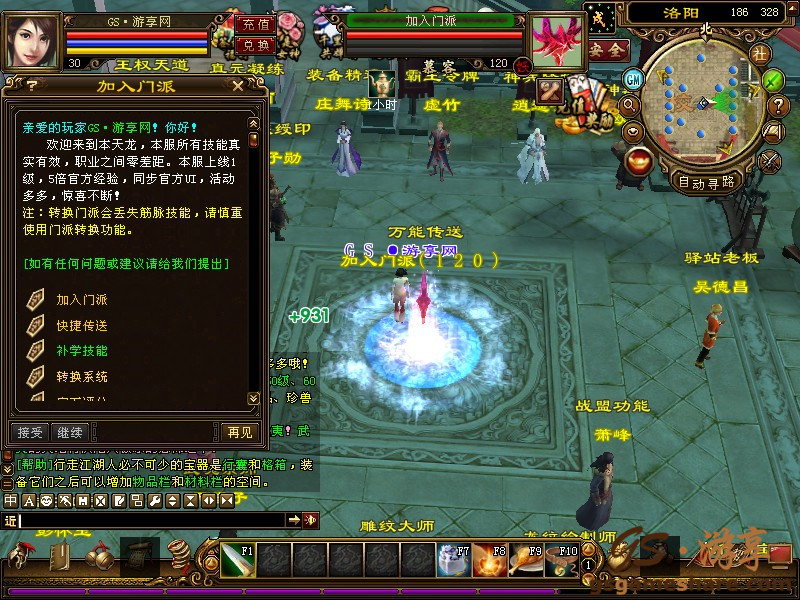 GS·游享网
30
充值
兑换
加入门派
慕容
120
洛阳
186 328
北
安全
GM
社
自动寻路
王权天道
真元凝练
霸王令牌
庄舞诗
小时
虚竹
加入门派
亲爱的玩家GS·游享网！你好！
欢迎来到本天龙，本服所有技能真
实有效，职业之间零差距。本服上线1
级，5倍官方经验，同步官方VI，活动
多多，惊喜不断！
注：转换门派会丢失筋脉技能，请慎重
使用门派转换功能。
[如有任何问题或建议请给我们提出]
加入门派
快捷传送
补学技能
转换系统
接受
继续
再见
万能传送
GS●游享网
加入门派(120)
+931
驿站老板
吴德昌
战盟功能
萧峰
多多哦！
[帮助]行走江湖人必不可少的宝器是行囊和格箱，装
备它们之后可以增加物品栏和材料栏的空间。
近
雕纹大师
F1
F7
F8
F9
F10
1
GS·游享